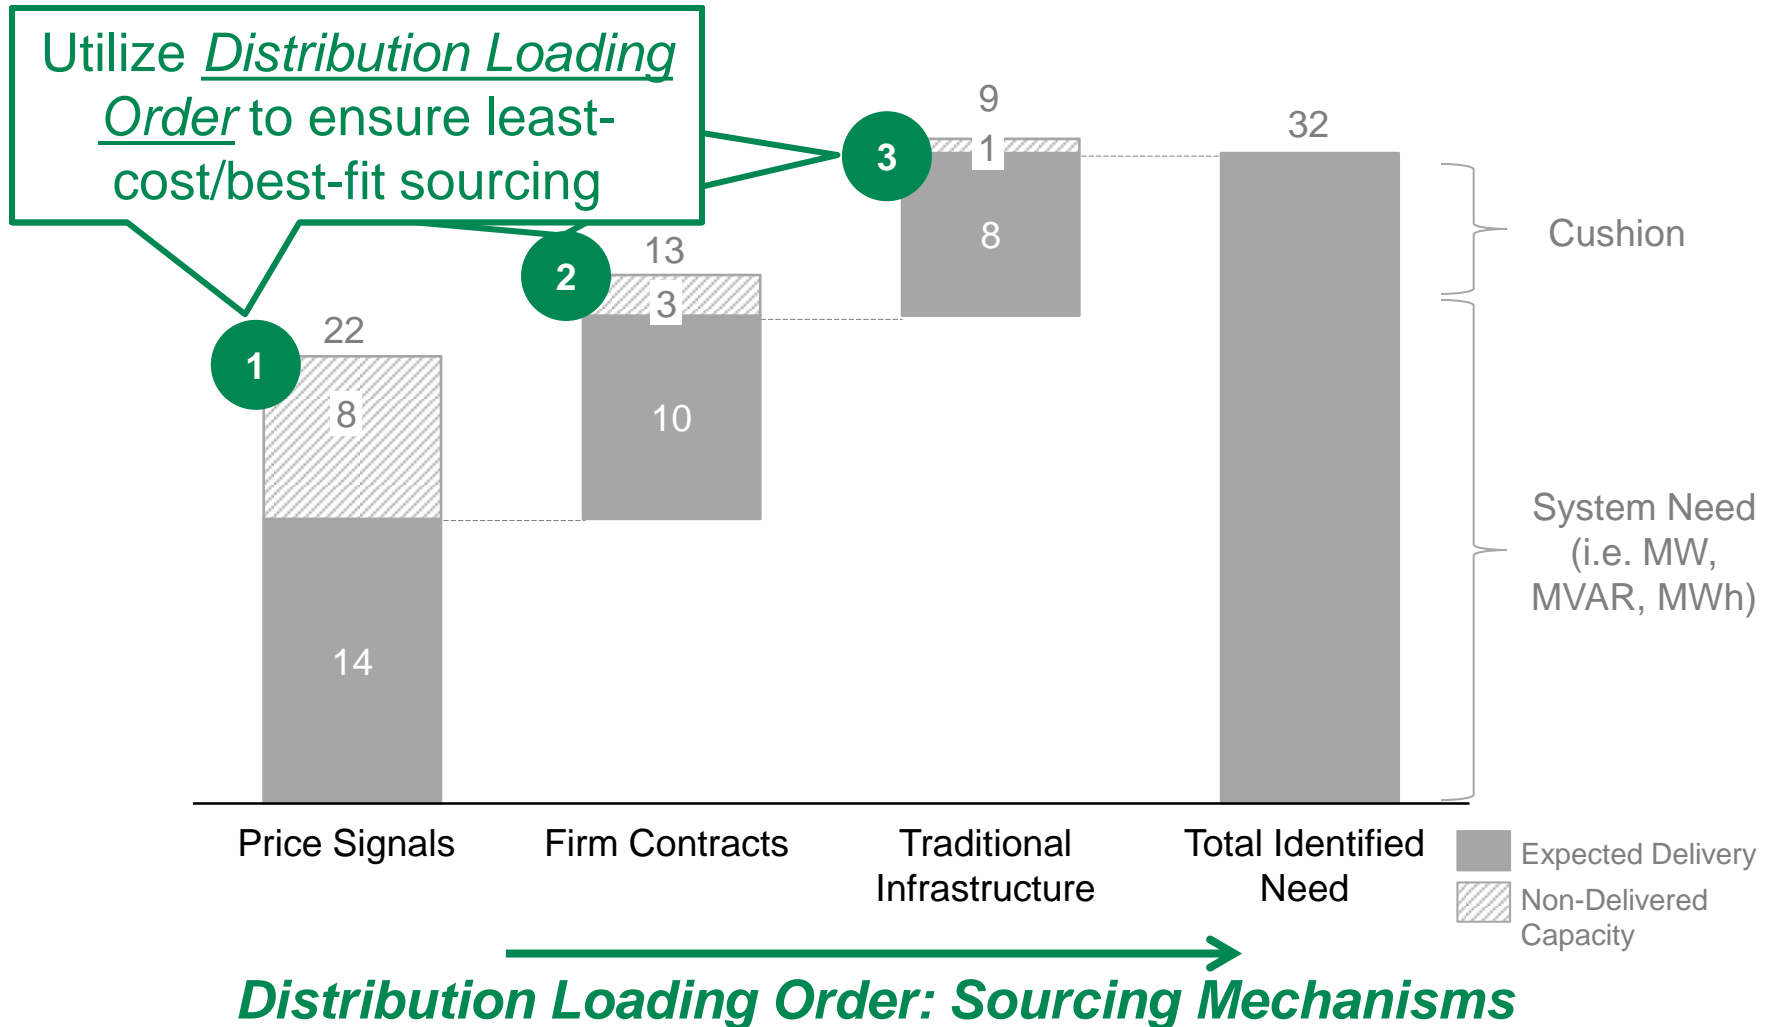 Utilize Distribution Loading
Order to ensure least-
cost/best-fit sourcing
1
22
8
14
2
13
3
10
3
9
1
8
32
Cushion
System Need
(i.e. MW,
MVAR, MWh)
Price Signals
Firm Contracts
Traditional
Infrastructure
Total Identified
Need
Expected Delivery
Non-Delivered
Capacity
Distribution Loading Order: Sourcing Mechanisms